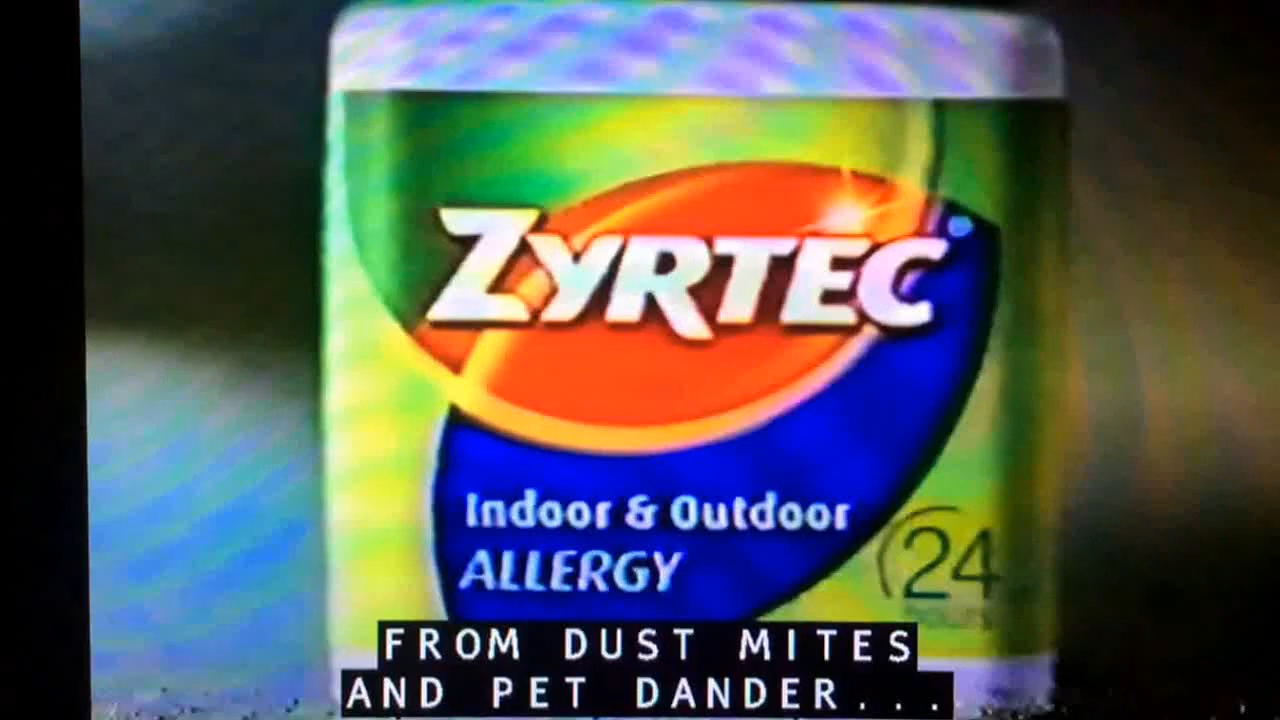 ZYRTEC
Indoor & Outdoor
ALLERGY
24
FROM DUST MITES
AND PET DANDER...